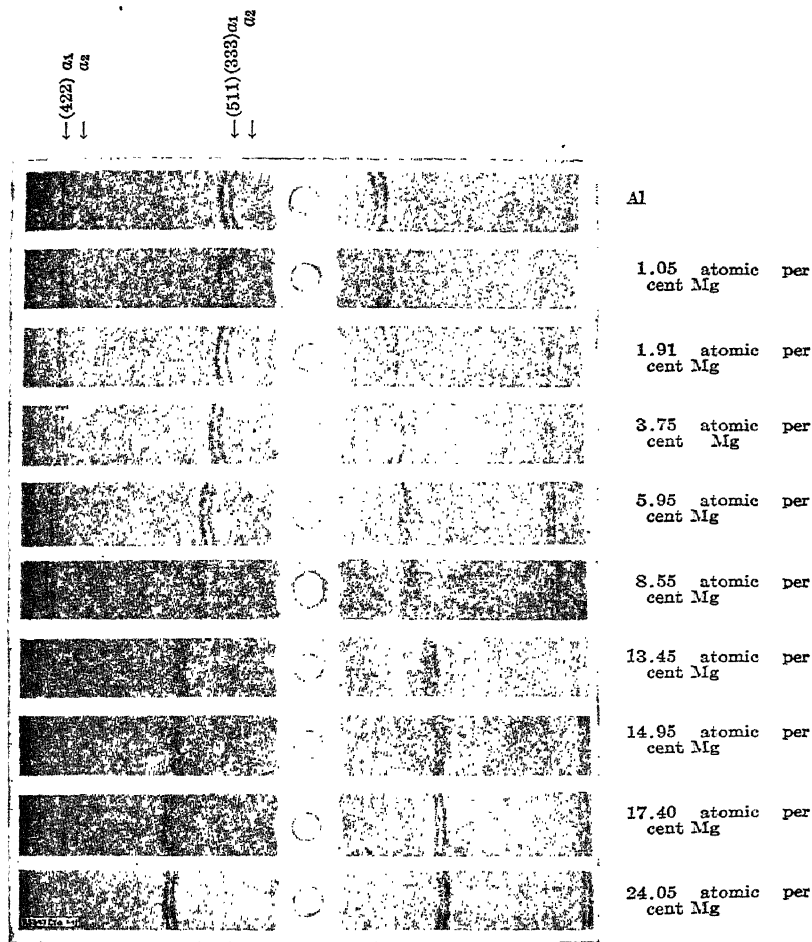 ←(422) α1
← α2
←(511)(333)α1
← α2
Al
1.05 atomic per
cent Mg
1.91 atomic per
cent Mg
3.75 atomic per
cent Mg
5.95 atomic per
cent Mg
8.55 atomic per
cent Mg
13.45 atomic per
cent Mg
14.95 atomic per
cent Mg
17.40 atomic per
cent Mg
24.05 atomic per
cent Mg